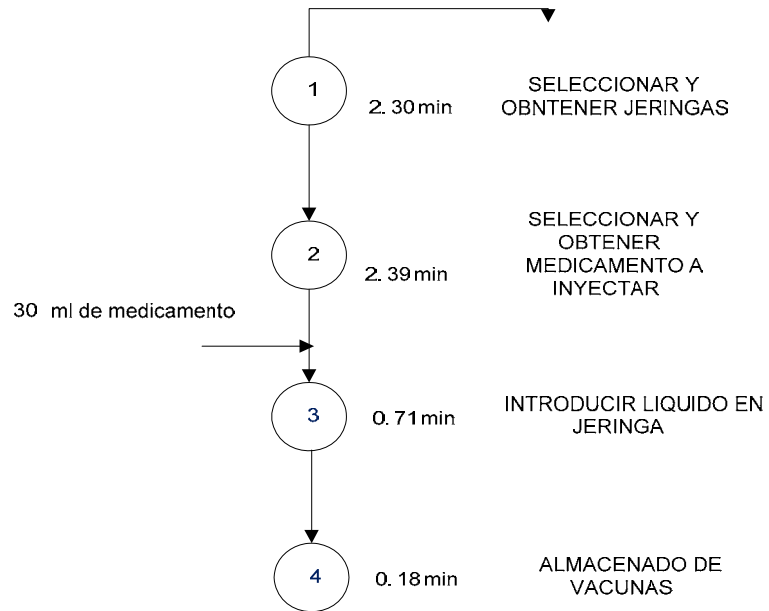 1
2. 30 min
SELECCIONAR Y
OBNTENER JERINGAS
2
2. 39 min
SELECCIONAR Y
OBTENER
MEDICAMENTO A
INYECTAR
30 ml de medicamento
3
0. 71 min
INTRODUCIR LIQUIDO EN
JERINGA
4
0. 18 min
ALMACENADO DE
VACUNAS